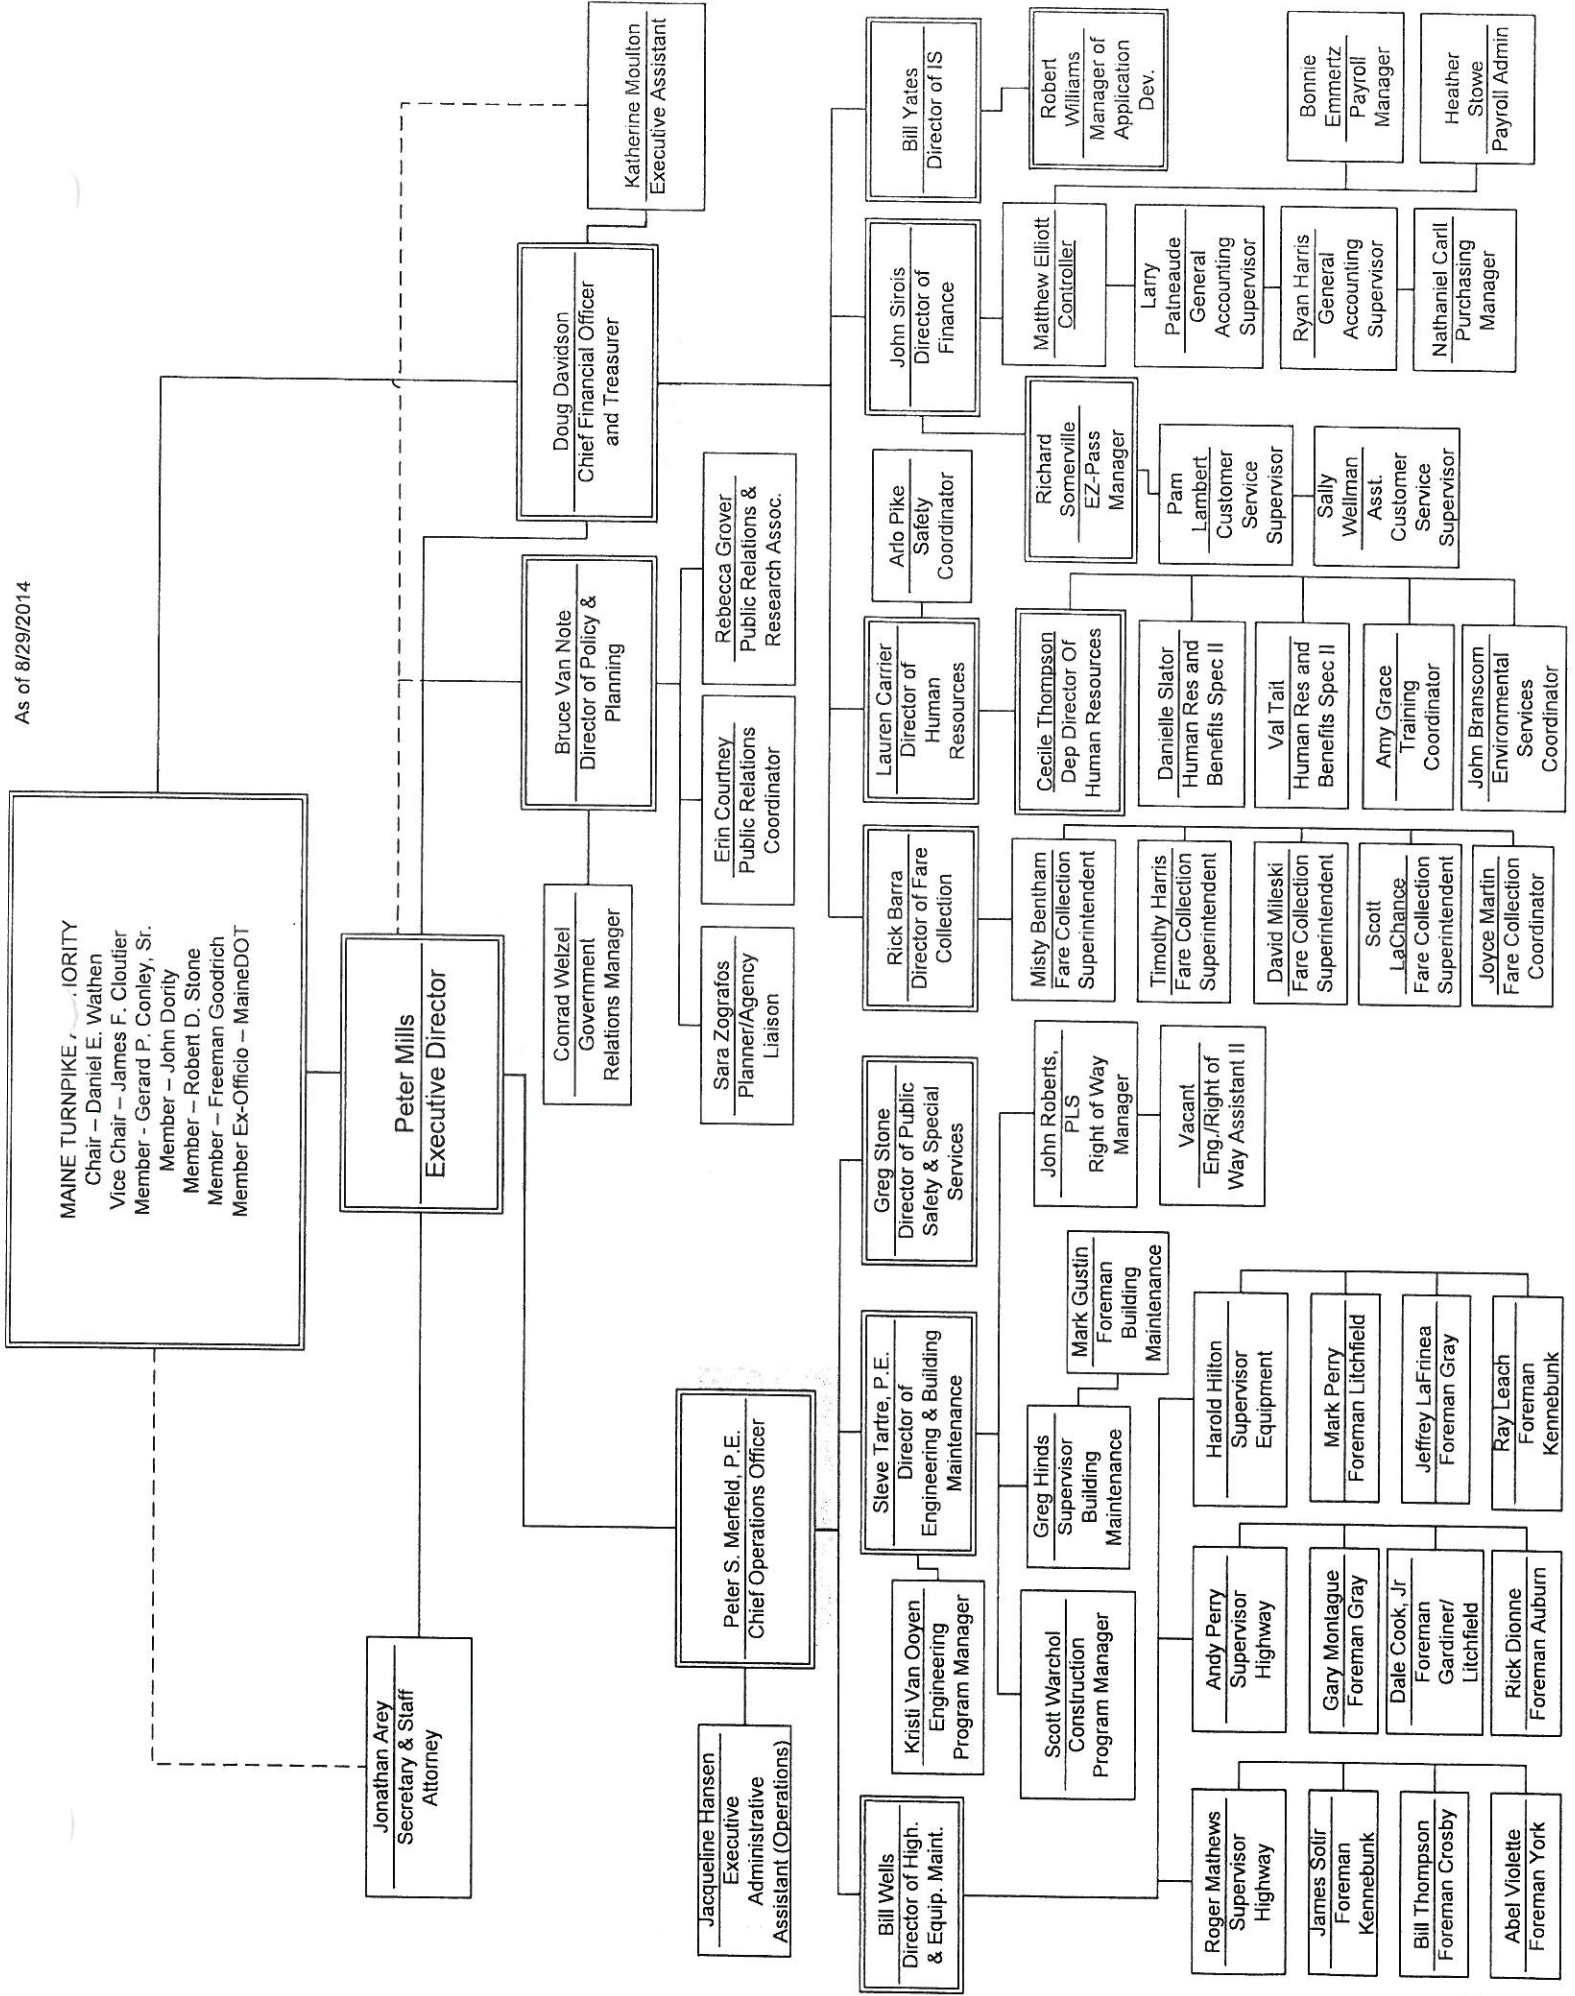 As of 8/29/2014
MAINE TURNPIKE
Chair – Daniel E. Wathen
Vice Chair – James F. Cloutier
Member - Gerard P. Conley, Sr.
Member – John Dority
Member – Robert D. Stone
Member – Freeman Goodrich
Member Ex-Officio – MaineDOT
Peter Mills
Executive Director
Jonathan Arey
Secretary & Staff
Attorney
Doug Davidson
Chief Financial Officer
and Treasurer
Katherine Moulton
Executive Assistant
Bruce Van Note
Director of Policy &
Planning
Conrad Welzel
Government
Relations Manager
Sara Zografos
Planner/Agency
Liaison
Erin Courtney
Public Relations
Coordinator
Rebecca Grover
Public Relations &
Research Assoc.
Peter S. Merfeld, P.E.
Chief Operations Officer
Jacqueline Hansen
Executive
Administrative
Assistant (Operations)
Bill Wells
Director of High.
& Equip. Maint.
Steve Tartre, P.E.
Director of
Engineering & Building
Maintenance
Greg Stone
Director of Public
Safety & Special
Services
Rick Barra
Director of Fare
Collection
Lauren Carrier
Director of
Human
Resources
Arlo Pike
Safety
Coordinator
John Sirois
Director of
Finance
Bill Yates
Director of IS
Kristi Van Ooyen
Engineering
Program Manager
Scott Warchol
Construction
Program Manager
Greg Hinds
Supervisor
Building
Maintenance
Mark Gustin
Foreman
Building
Maintenance
John Roberts,
PLS
Right of Way
Manager
Vacant
Eng./Right of
Way Assistant II
Misty Bentham
Fare Collection
Superintendent
Timothy Harris
Fare Collection
Superintendent
David Mileski
Fare Collection
Superintendent
Scott
LaChance
Fare Collection
Superintendent
Joyce Martin
Fare Collection
Coordinator
Cecile Thompson
Dep Director Of
Human Resources
Danielle Slator
Human Res and
Benefits Spec II
Val Tait
Human Res and
Benefits Spec II
Amy Grace
Training
Coordinator
John Branscom
Environmental
Services
Coordinator
Richard
Somerville
EZ-Pass
Manager
Pam
Lambert
Customer
Service
Supervisor
Sally
Wellman
Asst.
Customer
Service
Supervisor
Matthew Elliott
Controller
Larry
Patneaude
General
Accounting
Supervisor
Ryan Harris
General
Accounting
Supervisor
Nathaniel Carll
Purchasing
Manager
Robert
Williams
Manager of
Application
Dev.
Bonnie
Emmertz
Payroll
Manager
Heather
Stowe
Payroll Admin
Roger Mathews
Supervisor
Highway
James Sotir
Foreman
Kennebunk
Bill Thompson
Foreman Crosby
Abel Violette
Foreman York
Andy Perry
Supervisor
Highway
Gary Montague
Foreman Gray
Dale Cook, Jr
Foreman
Gardiner/
Litchfield
Rick Dionne
Foreman Auburn
Harold Hilton
Supervisor
Equipment
Mark Perry
Foreman Litchfield
Jeffrey LaFrinea
Foreman Gray
Ray Leach
Foreman
Kennebunk